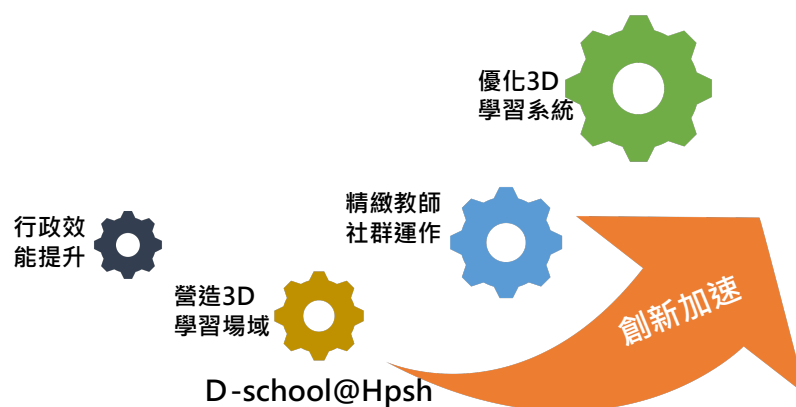 優化3D
學習系統
精緻教師
社群運作
行政效
能提升
營造3D
學習場域
創新加速
D-school@Hpsh